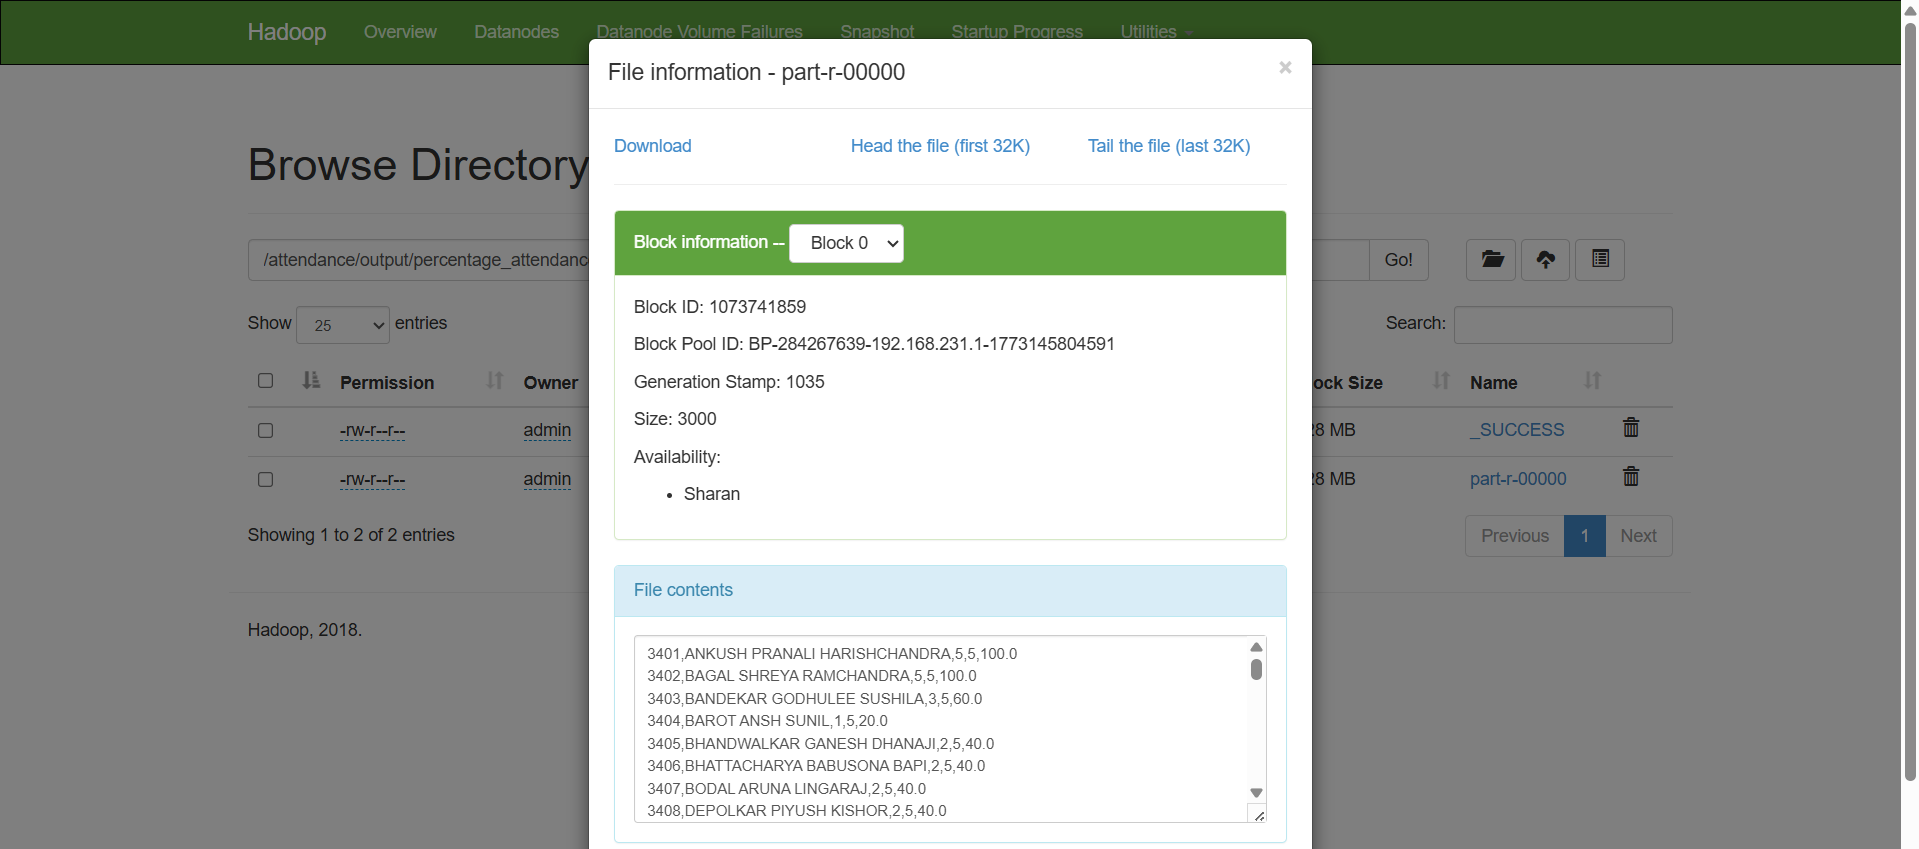 Hadoop Overview Datanodes Datanode Volume Failures Snapshot Startup Progress Utilities
File information - part-r-00000 ×
Download Head the file (first 32K) Tail the file (last 32K)
Browse Directory
Block information -- Block 0
/attendance/output/percentage_attendanc Go!
Show 25 entries Search:
Block ID: 1073741859
Block Pool ID: BP-284267639-192.168.231.1-1773145804591
Generation Stamp: 1035
Size: 3000
Availability:
Sharan
Permission Owner ock Size Name
-rw-r--r-- admin 28 MB _SUCCESS
-rw-r--r-- admin 28 MB part-r-00000
Showing 1 to 2 of 2 entries Previous 1 Next
File contents
Hadoop, 2018.
3401,ANKUSH PRANALI HARISHCHANDRA,5,5,100.0
3402,BAGAL SHREYA RAMCHANDRA,5,5,100.0
3403,BANDEKAR GODHULEE SUSHILA,3,5,60.0
3404,BAROT ANSH SUNIL,1,5,20.0
3405,BHANDWALKAR GANESH DHANAJI,2,5,40.0
3406,BHATTACHARYA BABUSONA BAPI,2,5,40.0
3407,BODAL ARUNA LINGARAJ,2,5,40.0
3408,DEPOLKAR PIYUSH KISHOR,2,5,40.0